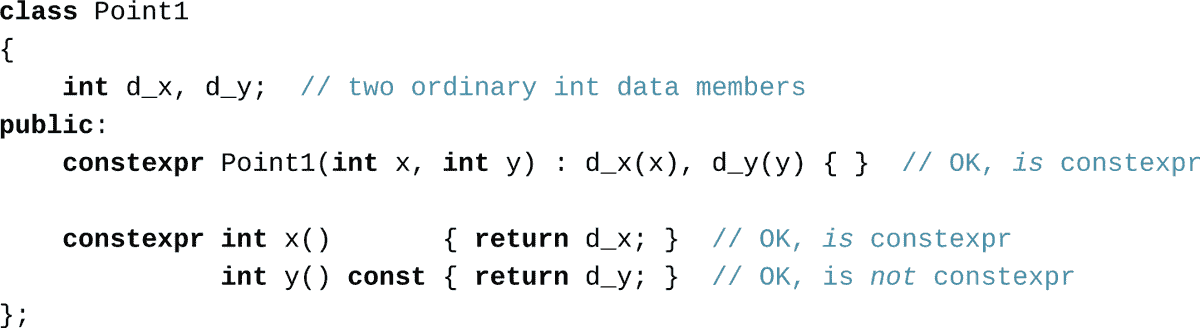 class Point1
{
    int d_x, d_y;  // two ordinary int data members
public:
    constexpr Point1(int x, int y) : d_x(x), d_y(y) { }  // OK, is constexpr

    constexpr int x()       { return d_x; }  // OK, is constexpr
              int y() const { return d_y; }  // OK, is not constexpr
};